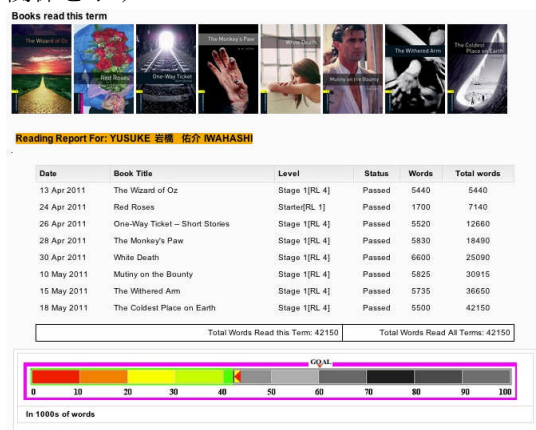 Books read this term
The Wizard of Oz
Red Roses
One-Way Ticket
The Monkey's Paw
White Death
Mutiny on the Bounty
The Withered Arm
The Coldest
Place on Earth
Reading Report For: YUSUKE 岩橋 佑介 IWAHASHI
Date Book Title Level Status Words Total words
13 Apr 2011 The Wizard of Oz Stage 1[RL 4] Passed 5440 5440
24 Apr 2011 Red Roses Starter[RL 1] Passed 1700 7140
26 Apr 2011 One-Way Ticket – Short Stories Stage 1[RL 4] Passed 5520 12660
28 Apr 2011 The Monkey's Paw Stage 1[RL 4] Passed 5830 18490
30 Apr 2011 White Death Stage 1[RL 4] Passed 6600 25090
10 May 2011 Mutiny on the Bounty Stage 1[RL 4] Passed 5825 30915
15 May 2011 The Withered Arm Stage 1[RL 4] Passed 5735 36650
18 May 2011 The Coldest Place on Earth Stage 1[RL 4] Passed 5500 42150
Total Words Read this Term: 42150 Total Words Read All Terms: 42150
GOAL
0 10 20 30 40 50 60 70 80 90 100
In 1000s of words